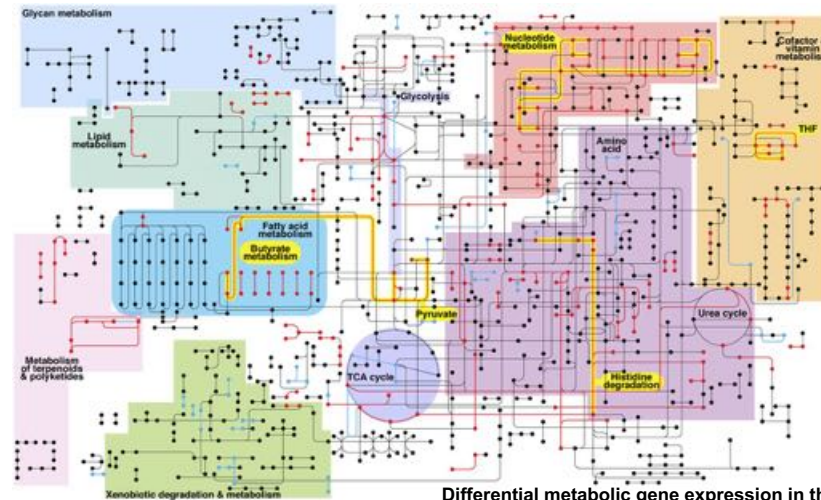 Glycan metabolism
Nucleotide
metabolism
Cofactor
vitamin
metabolis
Glycolysis
THF
Lipid
metabolism
Amino
acid
Fatty acid
metabolism
Butyrate
metabolism
Pyruvate
Urea cycle
Metabolism
of terpenoids
& polyketides
TCA cycle
Histidine
degradation
Xenobiotic degradation & metabolism
Differential metabolic gene expression in th